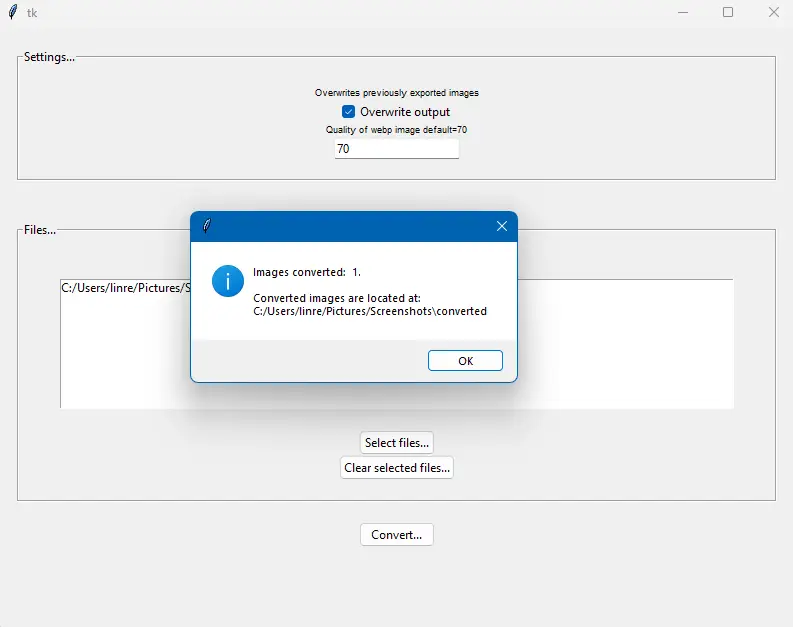 tk
Settings...
Overwrites previously exported images
Overwrite output
Quality of webp image default=70
70
Files...
C:/Users/linre/Pictures/S
Images converted:  1.
Converted images are located at:
C:/Users/linre/Pictures/Screenshots\converted
OK
Select files...
Clear selected files...
Convert...